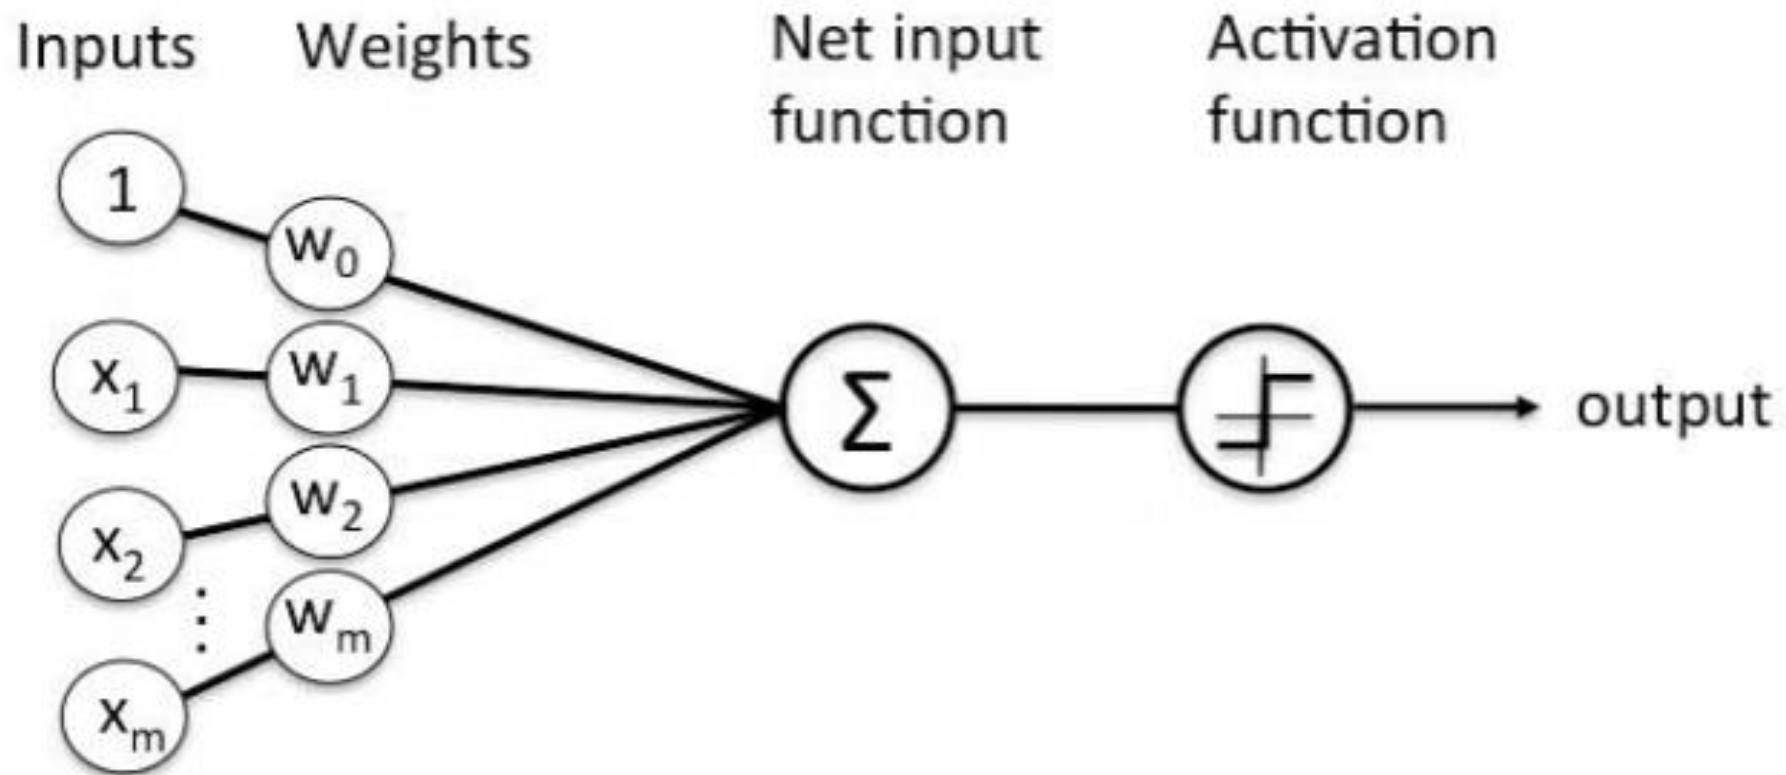 Inputs
Weights
Net input
function
Activation
function
1
w0
x1
w1
x2
w2
⋮
xm
wm
Σ
output